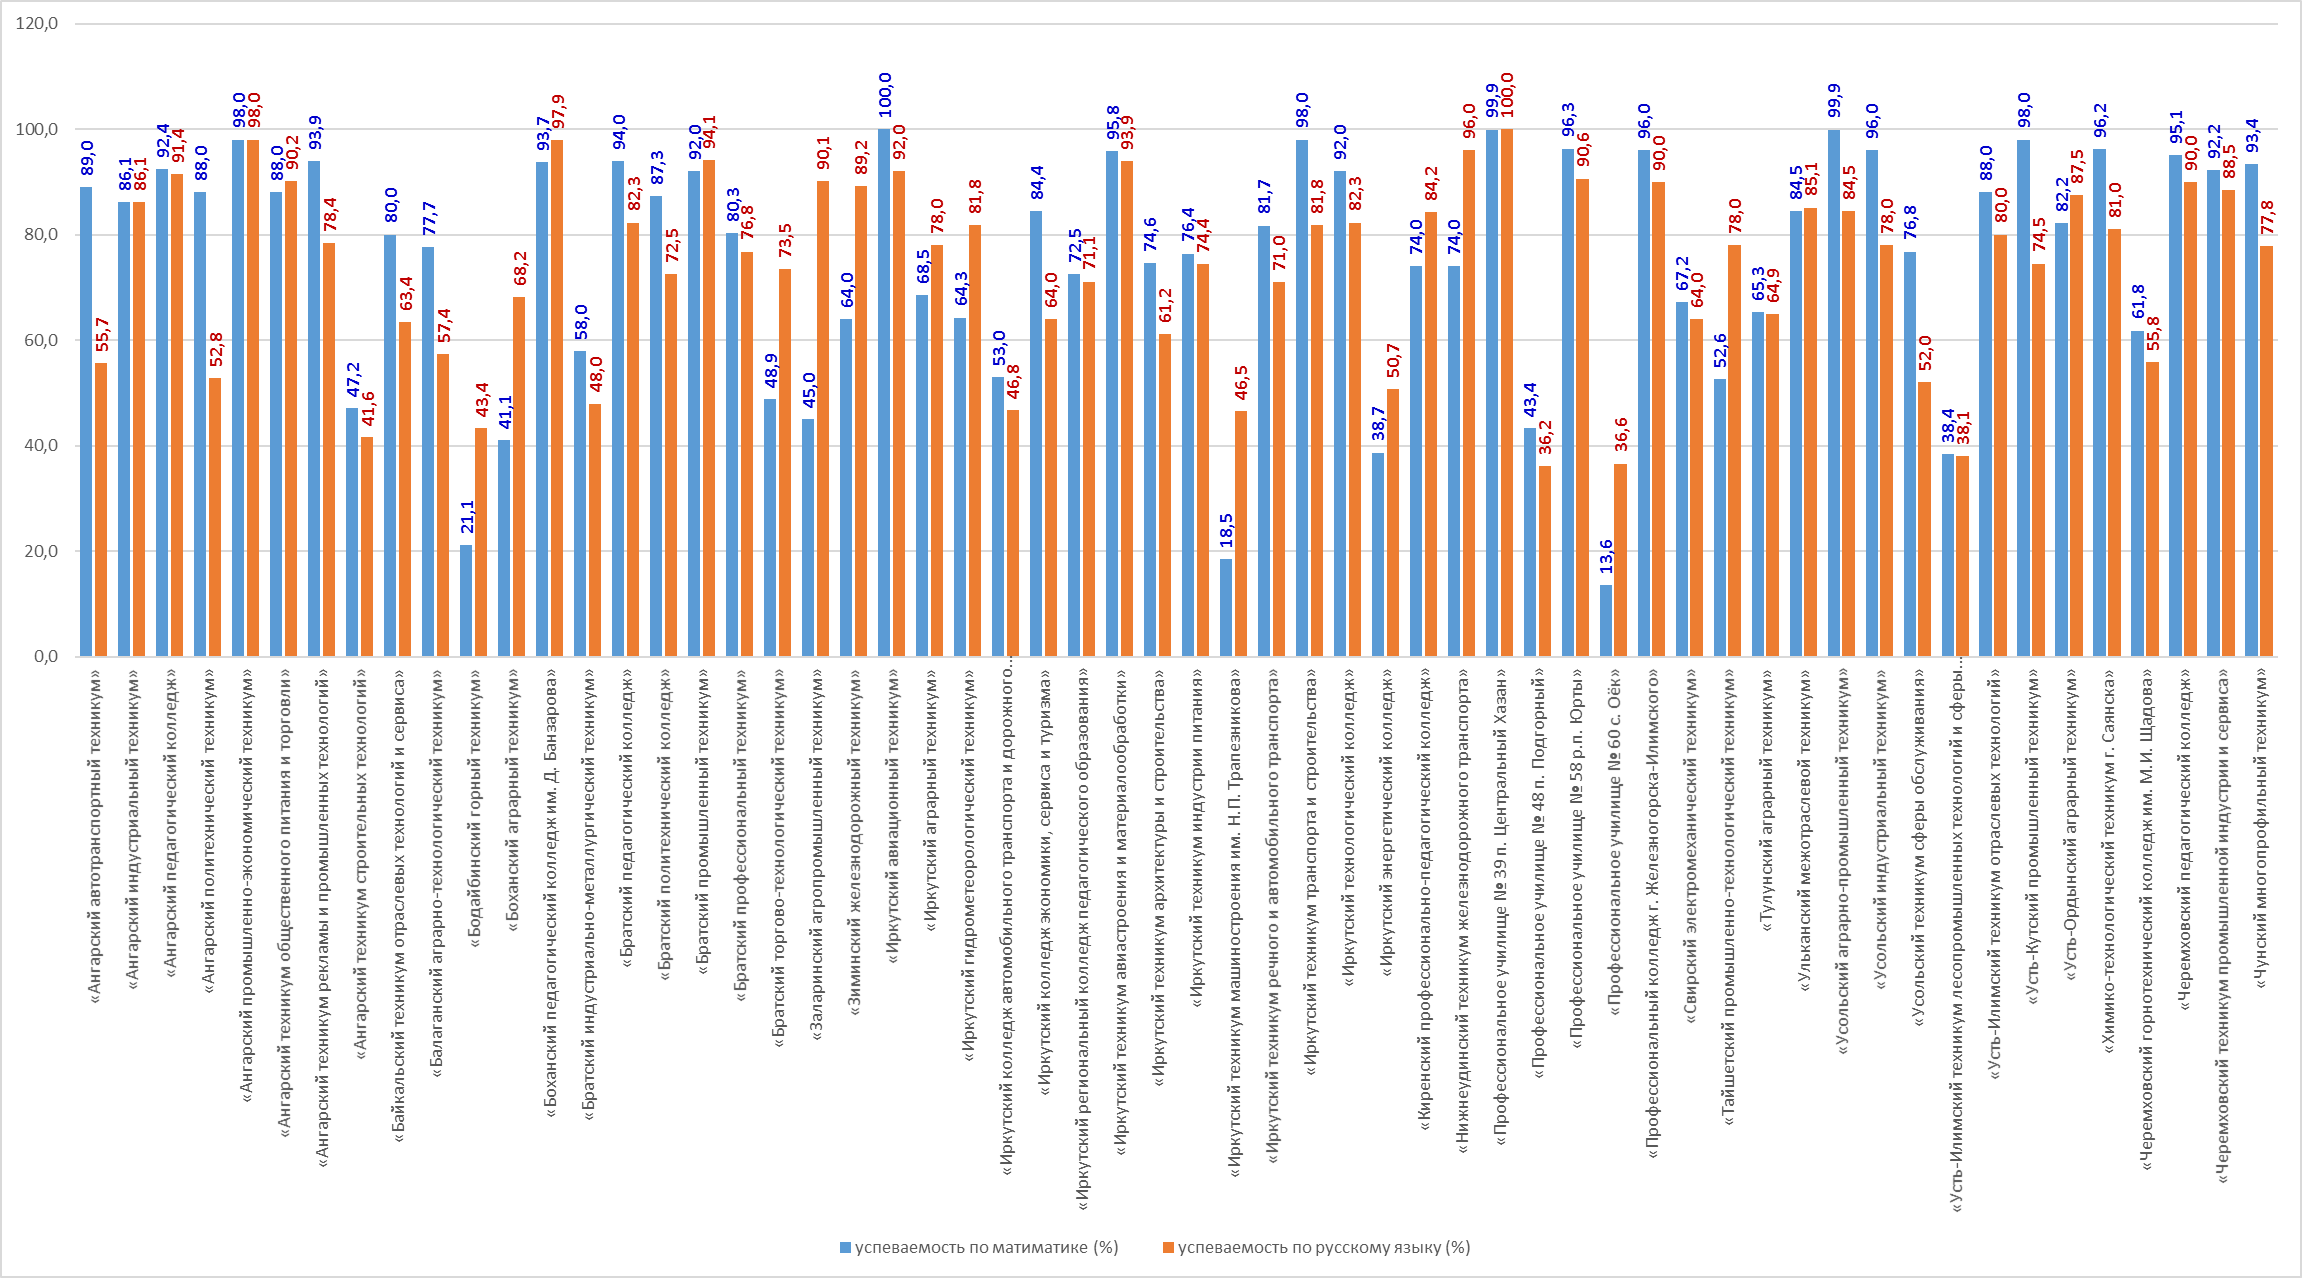 120,0
100,0
80,0
60,0
40,0
20,0
0,0
89,0 55,7
86,1 86,1
92,4 91,4
88,0 52,8
98,0 98,0
88,0 90,2
93,9 78,4
47,2 41,6
80,0 63,4
77,7 57,4
21,1 43,4
41,1 68,2
93,7 97,9
58,0 48,0
94,0 82,3
87,3 72,5
92,0 94,1
80,3 76,8
48,9 73,5
45,0 90,1
64,0 89,2
100,0 92,0
68,5 78,0
64,3 81,8
53,0 46,8
84,4 64,0
72,5 71,1
95,8 93,9
74,6 61,2
76,4 74,4
18,5 46,5
81,7 71,0
98,0 81,8
92,0 82,3
38,7 50,7
74,0 84,2
74,0 96,0
99,9 100,0
43,4 36,2
96,3 90,6
13,6 36,6
96,0 90,0
67,2 64,0
52,6 78,0
65,3 64,9
84,5 85,1
99,9 84,5
96,0 78,0
76,8 52,0
38,4 38,1
88,0 80,0
98,0 74,5
82,2 87,5
96,2 81,0
61,8 55,8
95,1 90,0
92,2 88,5
93,4 77,8
«Ангарский автотранспортный техникум»
«Ангарский индустриальный техникум»
«Ангарский педагогический колледж»
«Ангарский политехнический техникум»
«Ангарский промышленно-экономический техникум»
«Ангарский техникум общественного питания и торговли»
«Ангарский техникум рекламы и промышленных технологий»
«Ангарский техникум строительных технологий»
«Байкальский техникум отраслевых технологий и сервиса»
«Балаганский аграрно-технологический техникум»
«Бодайбинский горный техникум»
«Боханский аграрный техникум»
«Боханский педагогический колледж им. Д. Банзарова»
«Братский индустриально-металлургический техникум»
«Братский педагогический колледж»
«Братский политехнический колледж»
«Братский промышленный техникум»
«Братский профессиональный техникум»
«Братский торгово-технологический техникум»
«Заларинский агропромышленный техникум»
«Зиминский железнодорожный техникум»
«Иркутский авиационный техникум»
«Иркутский аграрный техникум»
«Иркутский гидрометеорологический техникум»
«Иркутский колледж автомобильного транспорта и дорожного...
«Иркутский колледж экономики, сервиса и туризма»
«Иркутский региональный колледж педагогического образования»
«Иркутский техникум авиастроения и материалообработки»
«Иркутский техникум архитектуры и строительства»
«Иркутский техникум индустрии питания»
«Иркутский техникум машиностроения им. Н.П. Трапезникова»
«Иркутский техникум речного и автомобильного транспорта»
«Иркутский техникум транспорта и строительства»
«Иркутский технологический колледж»
«Иркутский энергетический колледж»
«Киренский профессионально-педагогический колледж»
«Нижнеудинский техникум железнодорожного транспорта»
«Профессиональное училище № 39 п. Центральный Хазан»
«Профессиональное училище № 48 п. Подгорный»
«Профессиональное училище № 58 р.п. Юрты»
«Профессиональное училище № 60 с. Оёк»
«Профессиональный колледж г. Железногорска-Илимского»
«Свирский электромеханический техникум»
«Тайшетский промышленно-технологический техникум»
«Тулунский аграрный техникум»
«Ульканский межотраслевой техникум»
«Усольский аграрно-промышленный техникум»
«Усольский индустриальный техникум»
«Усольский техникум сферы обслуживания»
«Усть-Илимский техникум лесопромышленных технологий и сферы...
«Усть-Илимский техникум отраслевых технологий»
«Усть-Кутский промышленный техникум»
«Усть-Ордынский аграрный техникум»
«Химико-технологический техникум г. Саянска»
«Черемховский горнотехнический колледж им. М.И. Щадова»
«Черемховский педагогический колледж»
«Черемховский техникум промышленной индустрии и сервиса»
«Чунский многопрофильный техникум»
успеваемость по матиматике (%)
успеваемость по русскому языку (%)